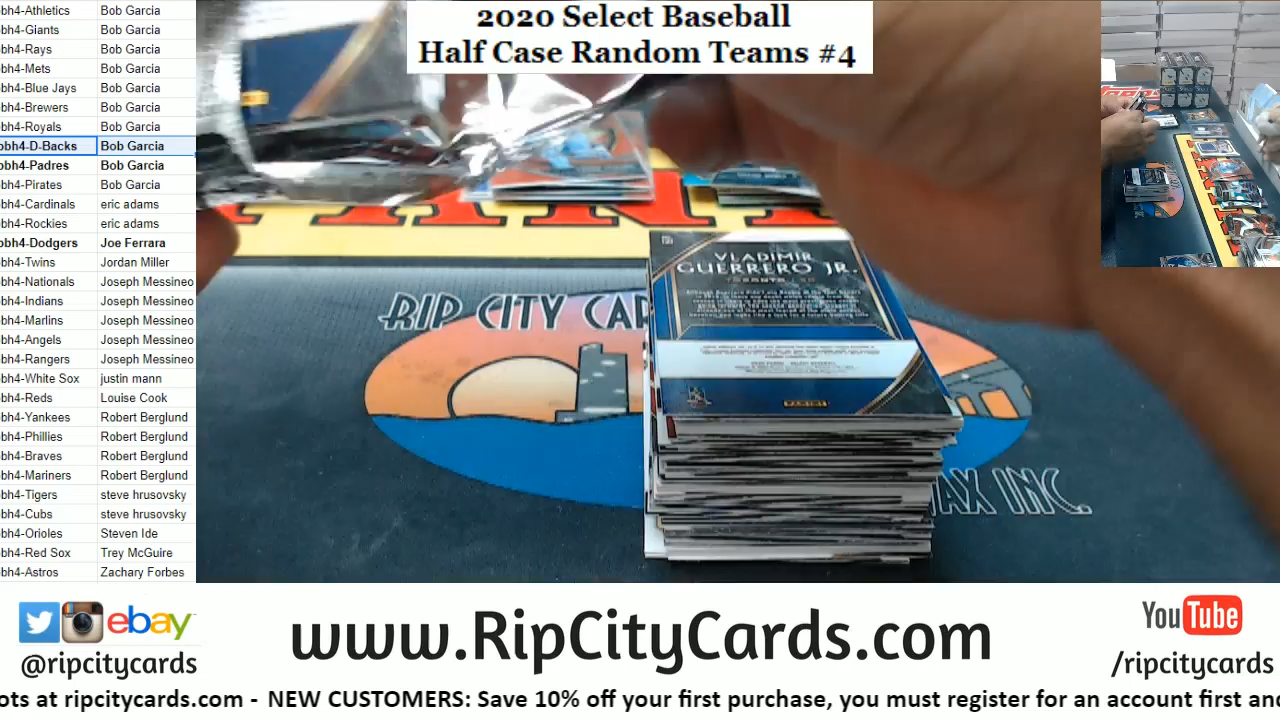 2020 Select Baseball
Half Case Random Teams #4
bh4-Athletics Bob Garcia
bh4-Giants Bob Garcia
bh4-Rays Bob Garcia
bh4-Mets Bob Garcia
bh4-Blue Jays Bob Garcia
bh4-Brewers Bob Garcia
bh4-Royals Bob Garcia
obh4-D-Backs Bob Garcia
obh4-Padres Bob Garcia
bh4-Pirates Bob Garcia
bh4-Cardinals eric adams
bh4-Rockies eric adams
obh4-Dodgers Joe Ferrara
bh4-Twins Jordan Miller
bh4-Nationals Joseph Messineo
bh4-Indians Joseph Messineo
bh4-Marlins Joseph Messineo
bh4-Angels Joseph Messineo
bh4-Rangers Joseph Messineo
bh4-White Sox justin mann
bh4-Reds Louise Cook
bh4-Yankees Robert Berglund
bh4-Phillies Robert Berglund
bh4-Braves Robert Berglund
bh4-Mariners Robert Berglund
bh4-Tigers steve hrusovsky
bh4-Cubs steve hrusovsky
bh4-Orioles Steven Ide
bh4-Red Sox Trey McGuire
bh4-Astros Zachary Forbes
VLADIMIR
GUERRERO JR.
PANINI
RIP CITY CAR
AX INC.
ebay
@ripcitycards
www.RipCityCards.com
YouTube
/ripcitycards
ots at ripcitycards.com - NEW CUSTOMERS: Save 10% off your first purchase, you must register for an account first and